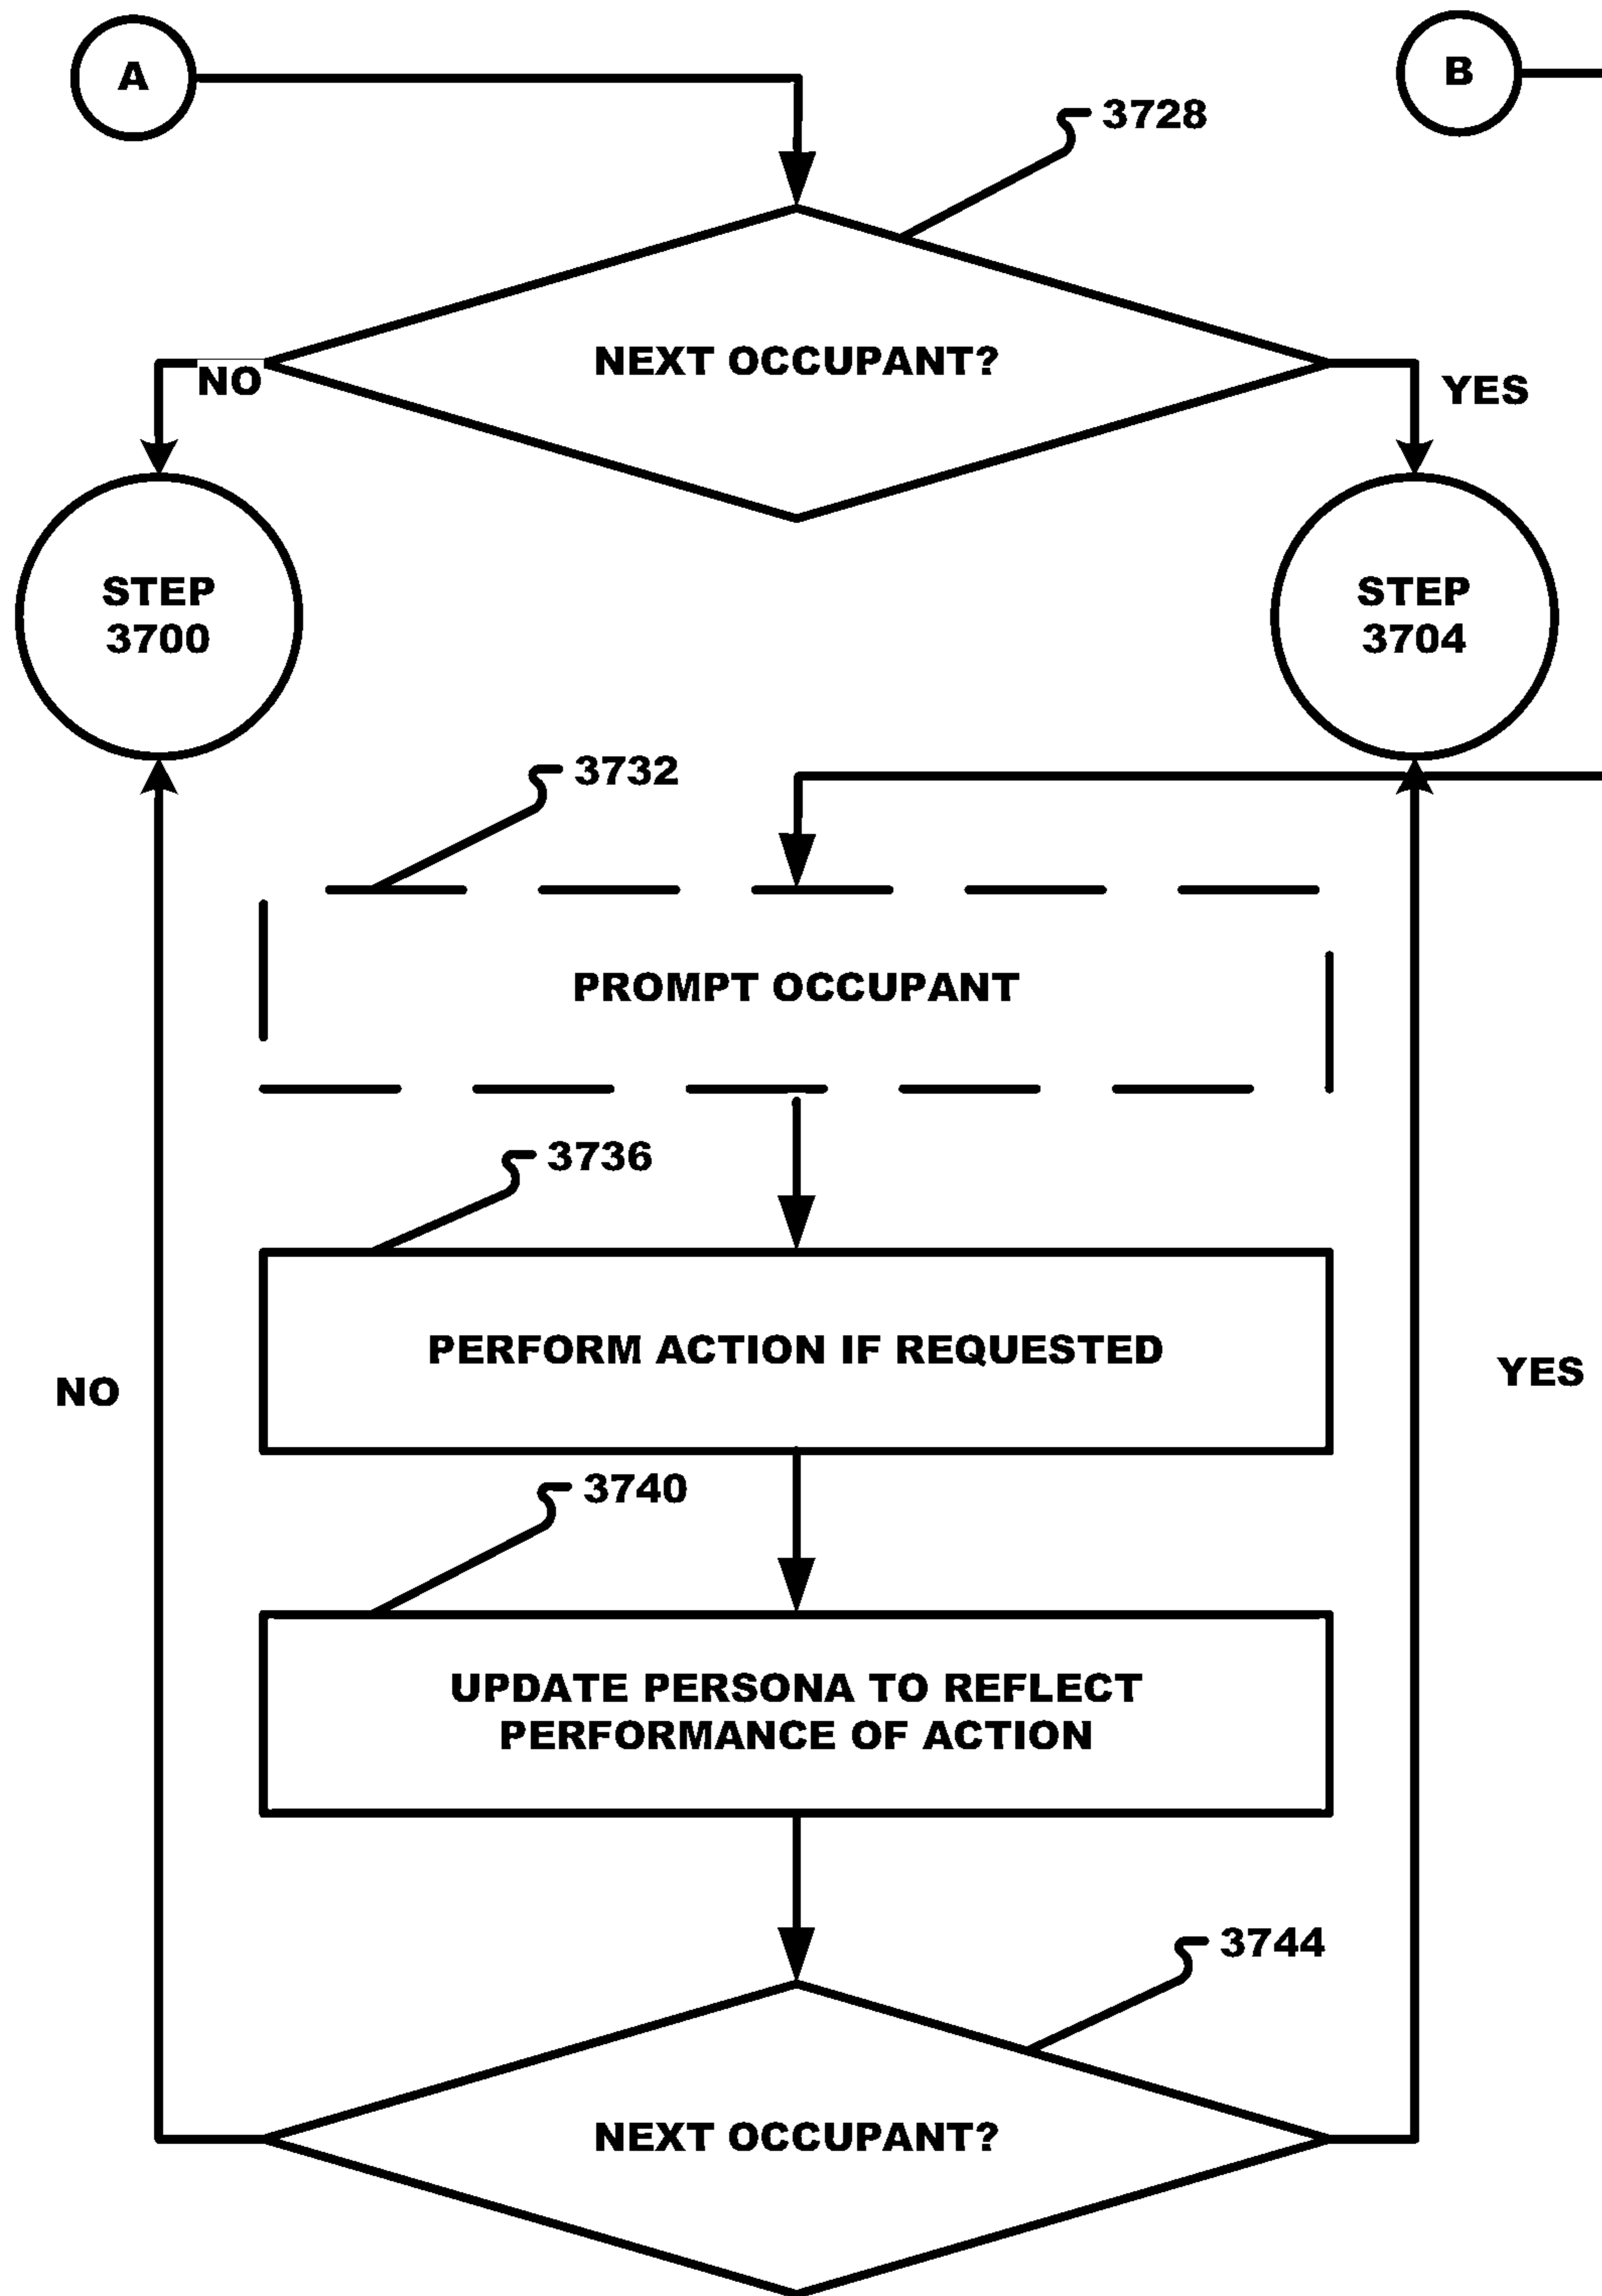 A
B
3728
NEXT OCCUPANT?
NO
YES
STEP
3700
STEP
3704
3732
PROMPT OCCUPANT
3736
PERFORM ACTION IF REQUESTED
NO
YES
3740
UPDATE PERSONA TO REFLECT
PERFORMANCE OF ACTION
3744
NEXT OCCUPANT?